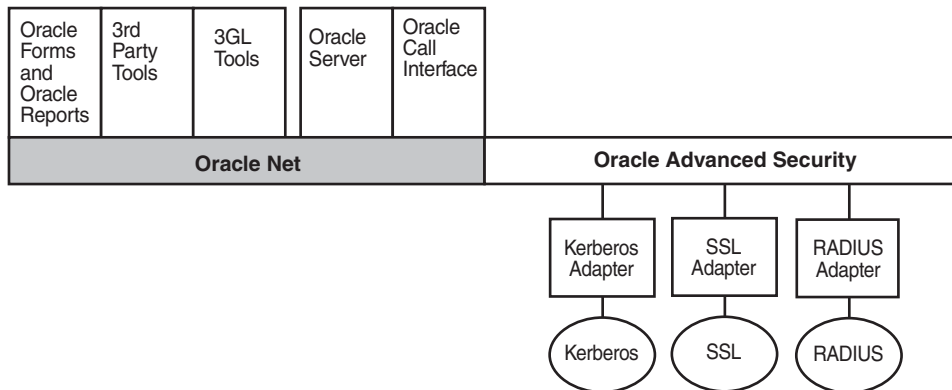 Oracle
Forms
and
Oracle
Reports
3rd
Party
Tools
3GL
Tools
Oracle
Server
Oracle
Call
Interface
Oracle Net
Oracle Advanced Security
Kerberos
Adapter
SSL
Adapter
RADIUS
Adapter
Kerberos
SSL
RADIUS